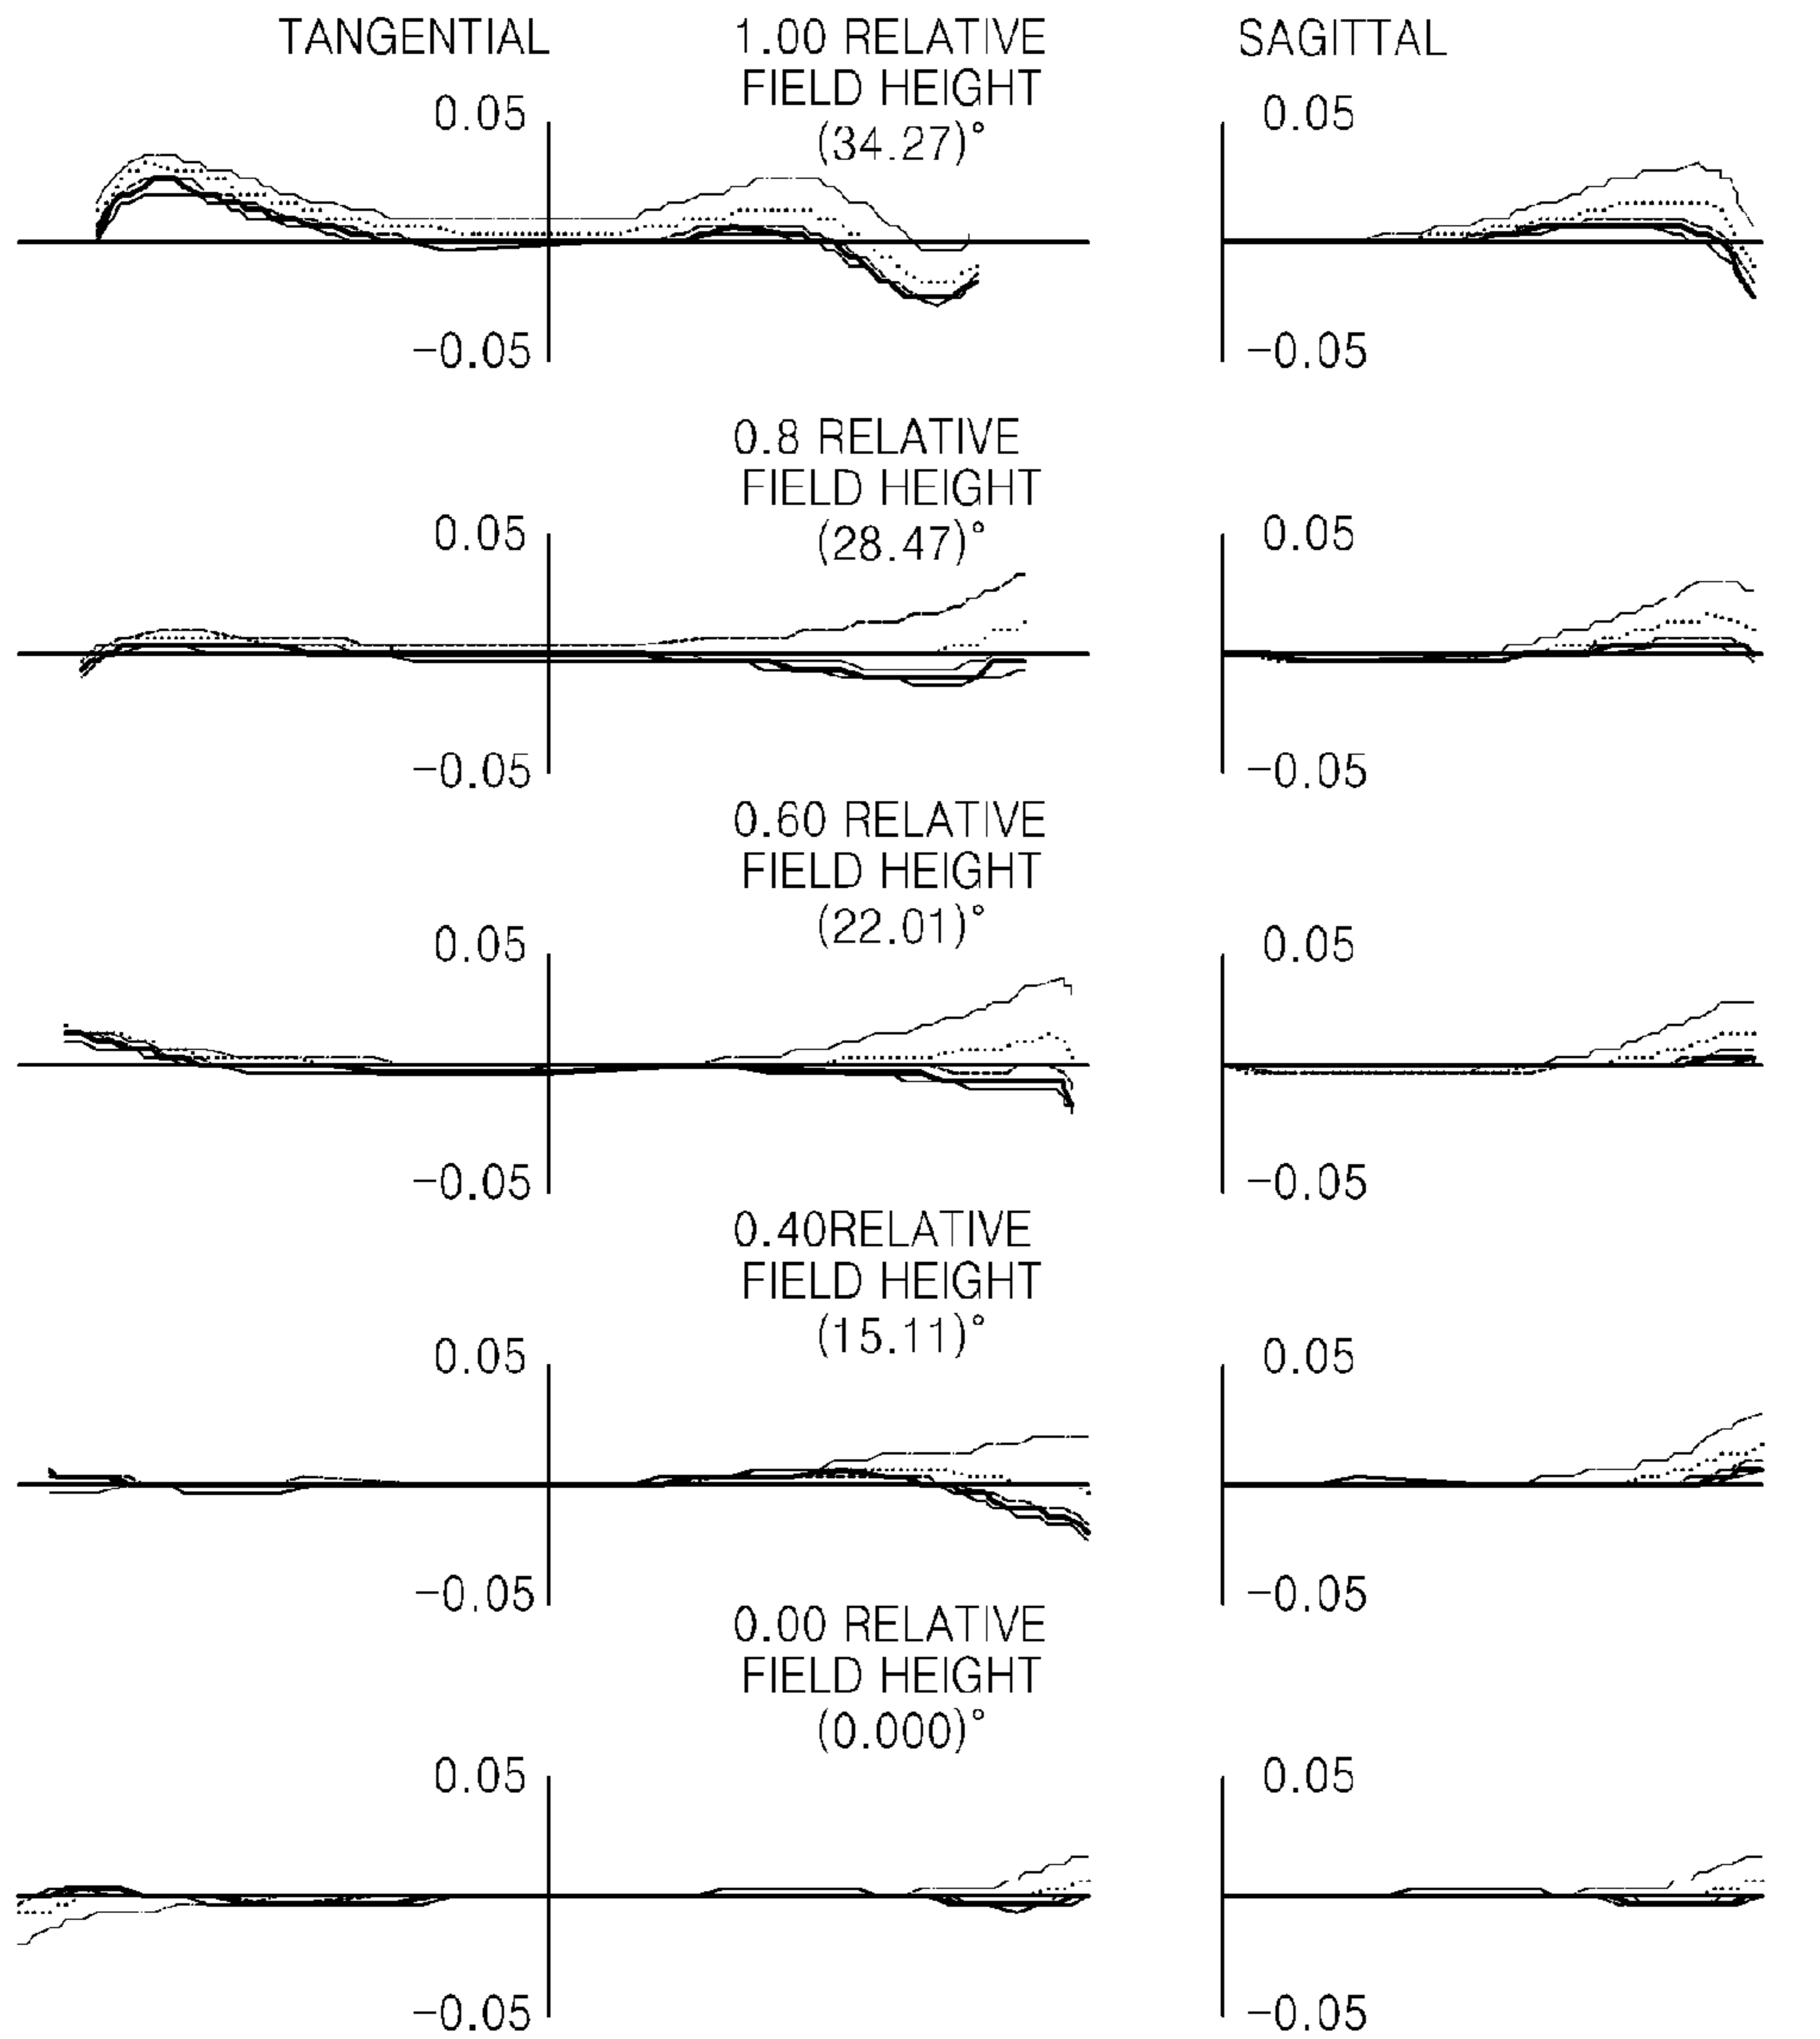 TANGENTIAL
1.00 RELATIVE
FIELD HEIGHT
(34.27)°
SAGITTAL
0.05
0.05
-0.05
-0.05
0.8 RELATIVE
FIELD HEIGHT
(28.47)°
0.05
0.05
-0.05
-0.05
0.60 RELATIVE
FIELD HEIGHT
(22.01)°
0.05
0.05
-0.05
-0.05
0.40RELATIVE
FIELD HEIGHT
(15.11)°
0.05
0.05
-0.05
-0.05
0.00 RELATIVE
FIELD HEIGHT
(0.000)°
0.05
0.05
-0.05
-0.05